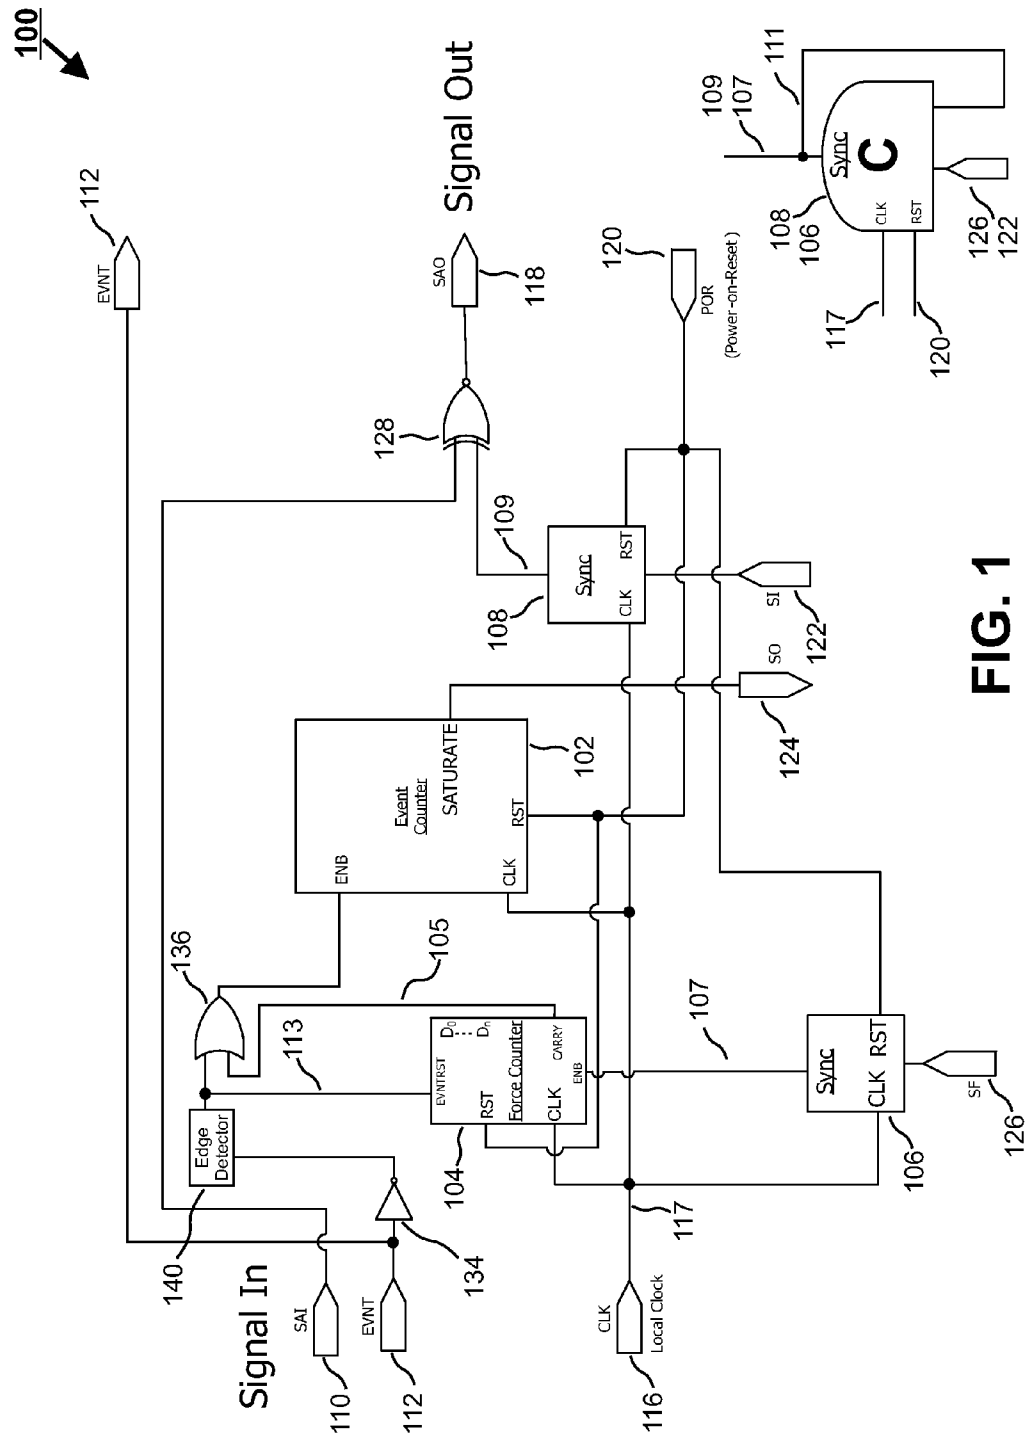 100
EVNT
112
Signal Out
SAO
118
128
109
107
111
Sync
C
108
106
CLK
RST
117
120
126
122
120
POR
(Power-on-Reset)
109
108
Sync
CLK
RST
SI
122
SO
124
Event
Counter
SATURATE
ENB
CLK
RST
102
136
105
113
EVNTRST
D0
Dn
Force Counter
CARRY
RST
CLK
ENB
104
107
Sync
CLK RST
106
SF
126
Edge
Detector
140
134
117
Signal In
SAI
110
EVNT
112
CLK
Local Clock
116
FIG. 1